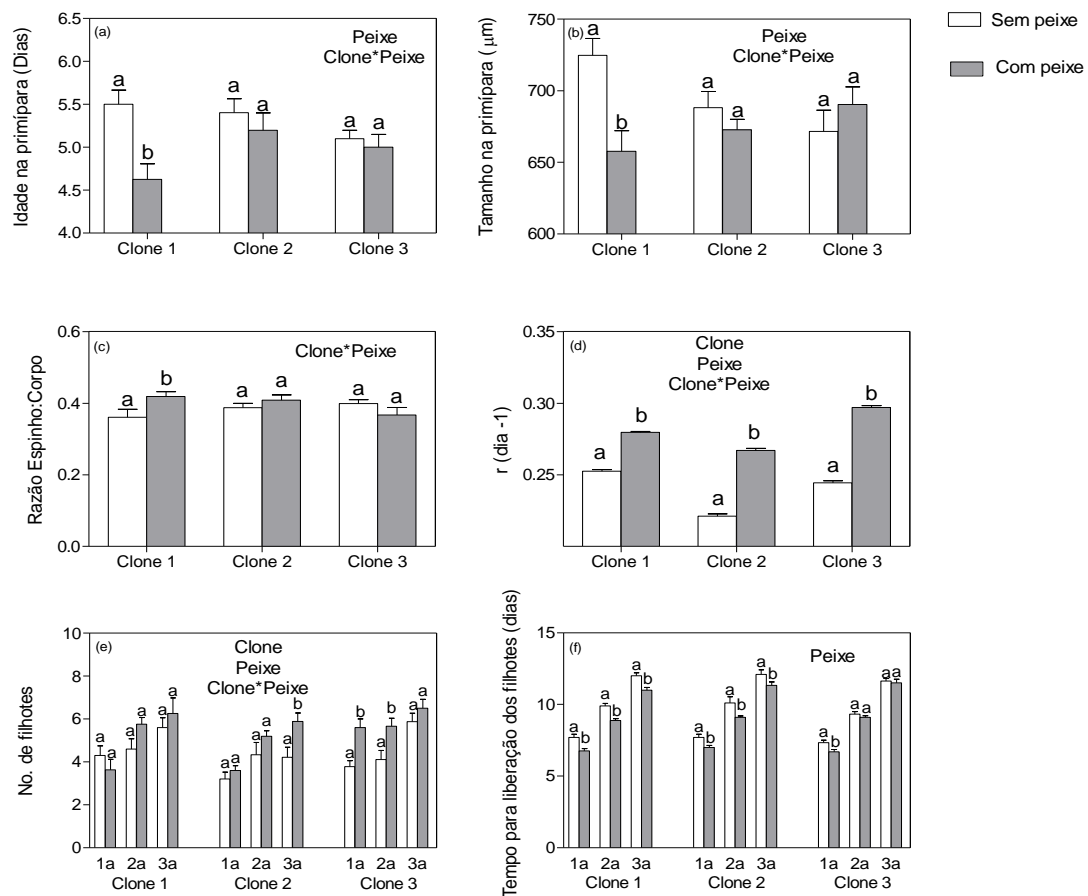 Sem peixe
Com peixe
(a)
Peixe
Clone*Peixe
Idade na primípara (Dias)
6.5
6.0
5.5
5.0
4.5
4.0
a
b
a
a
a
a
Clone 1
Clone 2
Clone 3
(b)
Peixe
Clone*Peixe
Tamanho na primípara ( μm)
750
700
650
600
a
b
a
a
a
a
Clone 1
Clone 2
Clone 3
(c)
Clone*Peixe
Razão Espinho:Corpo
0.6
0.4
0.2
0.0
a
b
a
a
a
a
Clone 1
Clone 2
Clone 3
(d)
Clone
Peixe
Clone*Peixe
r (dia -1)
0.35
0.30
0.25
a
b
a
b
a
b
Clone 1
Clone 2
Clone 3
(e)
Clone
Peixe
Clone*Peixe
No. de filhotes
10
8
6
4
2
0
a a a a a a
a a a a a b
a b a b a a
1a 2a 3a
1a 2a 3a
1a 2a 3a
Clone 1
Clone 2
Clone 3
(f)
Peixe
Tempo para liberação dos filhotes (dias)
15
10
5
0
a b a b a b
a b a b a b
a b a a a a
1a 2a 3a
1a 2a 3a
1a 2a 3a
Clone 1
Clone 2
Clone 3